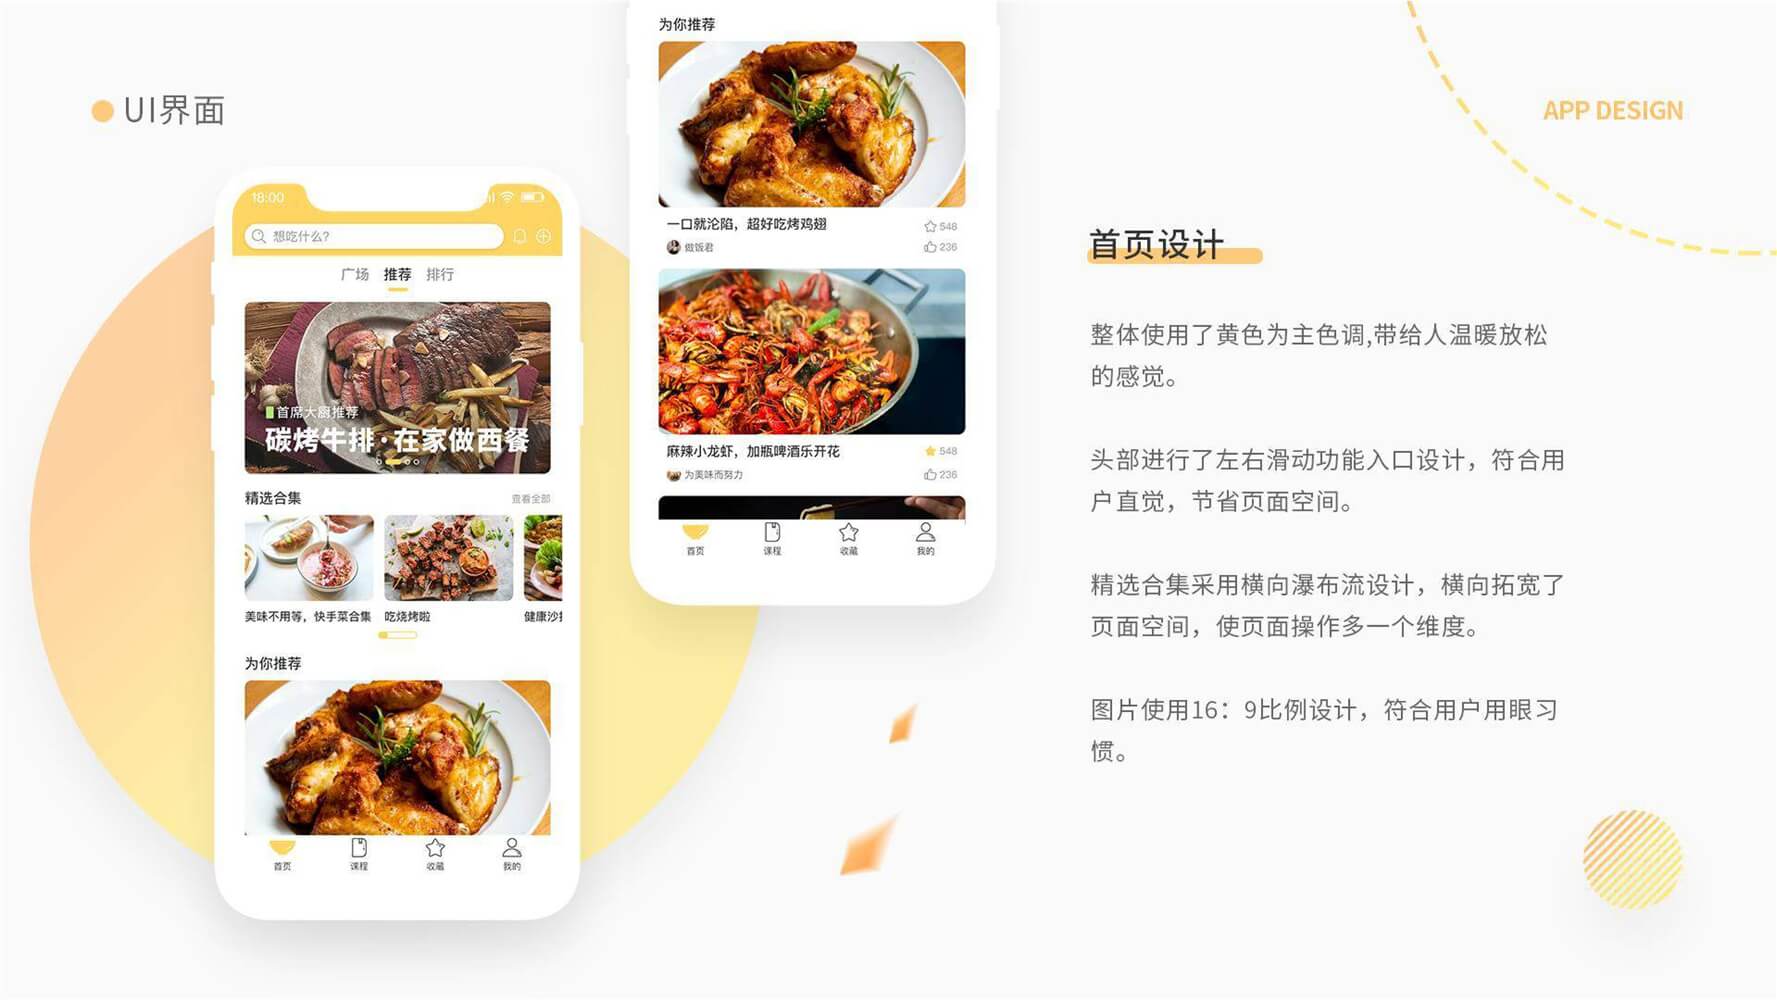 UI界面
APP DESIGN
18:00
想吃什么?
广场 推荐 排行
首席大厨推荐
碳烤牛排·在家做西餐
精选合集
查看全部
美味不用等，快手菜合集
吃烧烤啦
健康沙拉
为你推荐
首页 课程 收藏 我的
为你推荐
一口就沦陷，超好吃烤鸡翅
548
做饭君
236
麻辣小龙虾，加瓶啤酒乐开花
548
为美味而努力
236
首页 课程 收藏 我的
首页设计
整体使用了黄色为主色调,带给人温暖放松
的感觉。
头部进行了左右滑动功能入口设计，符合用
户直觉，节省页面空间。
精选合集采用横向瀑布流设计，横向拓宽了
页面空间，使页面操作多一个维度。
图片使用16：9比例设计，符合用户用眼习
惯。